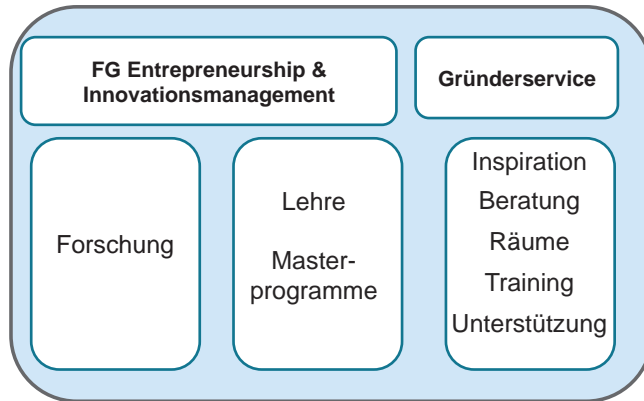 FG Entrepreneurship &
Innovationsmanagement
Gründerservice
Forschung
Lehre
Master-
programme
Inspiration
Beratung
Räume
Training
Unterstützung